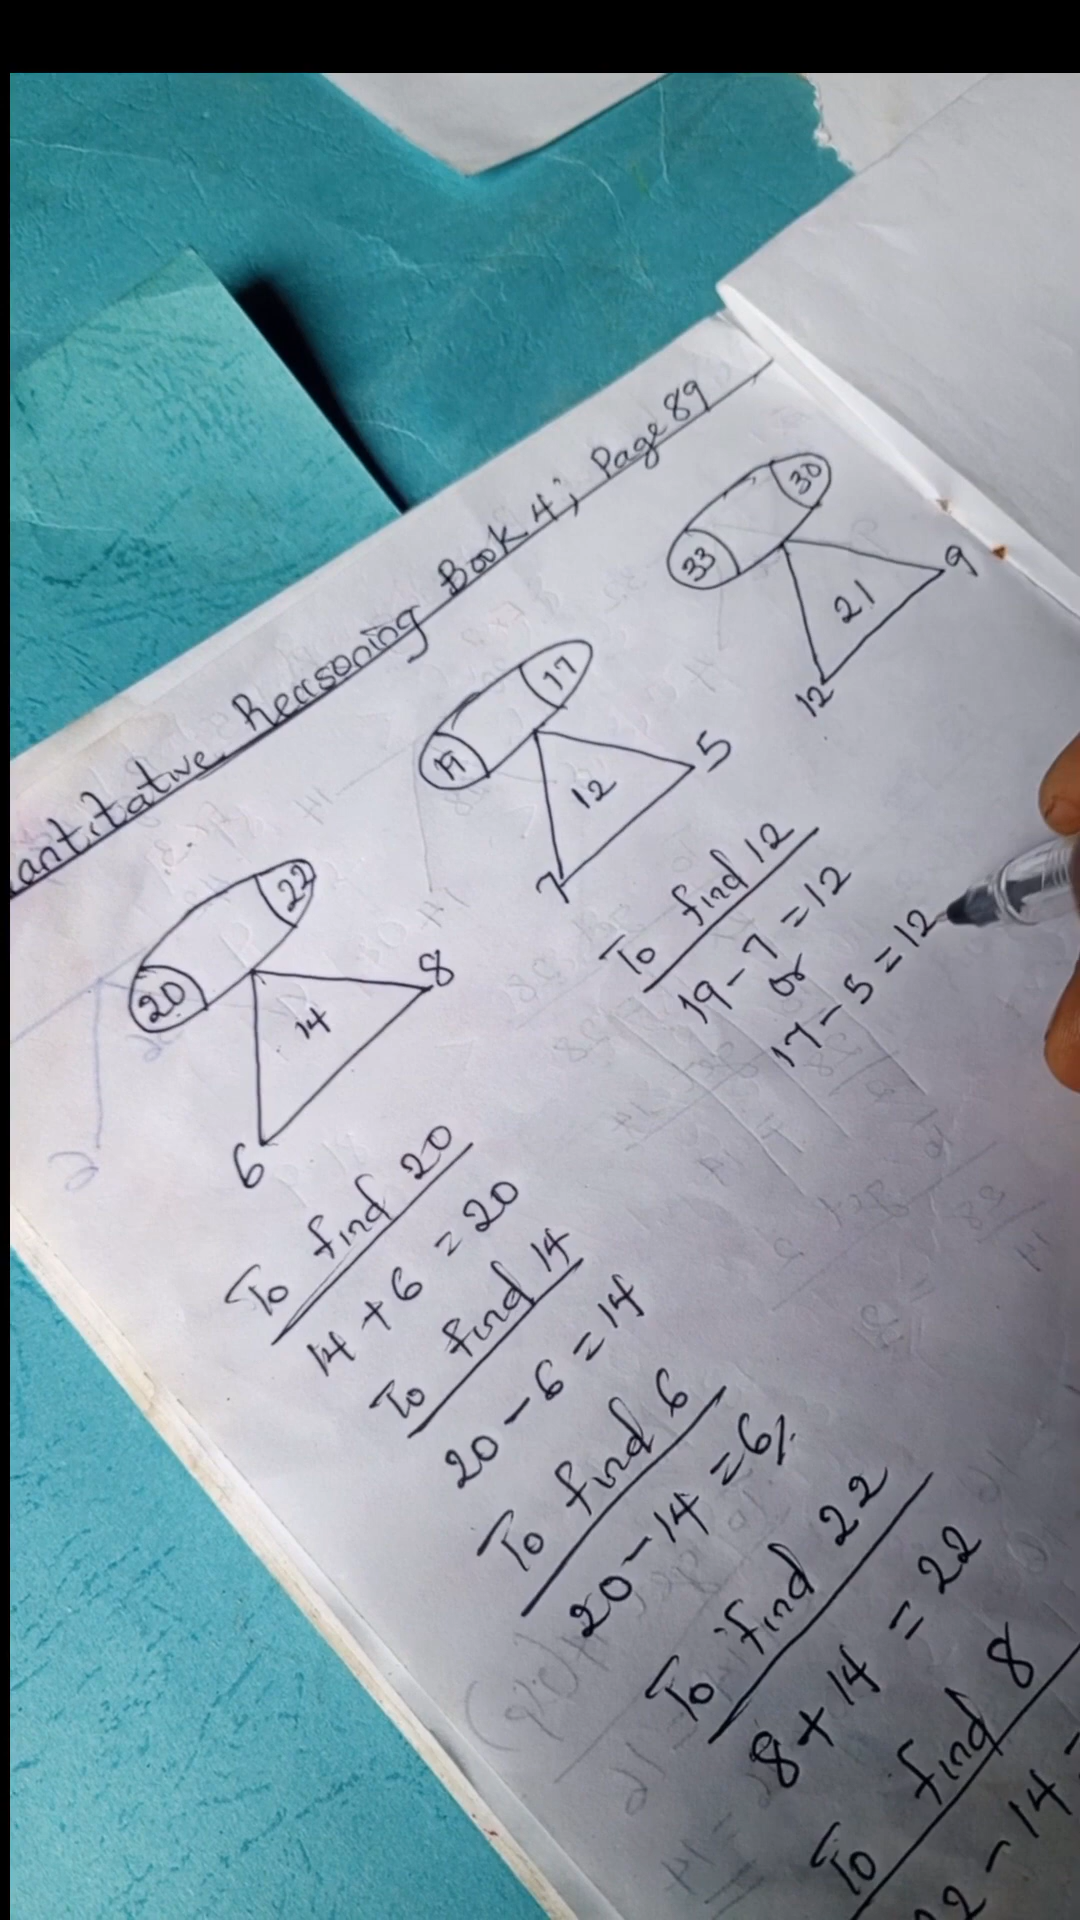 antitative Reasoning Book 4; Page 89
20 22
14
6 8
19 17
12
7 5
33 30
21
12 9
To find 20
14 + 6 = 20
To find 14
20 - 6 = 14
To find 6
20 - 14 = 6
To find 22
8 + 14 = 22
To find 8
22 - 14 =
To find 12
19 - 7 = 12
or
17 - 5 = 12